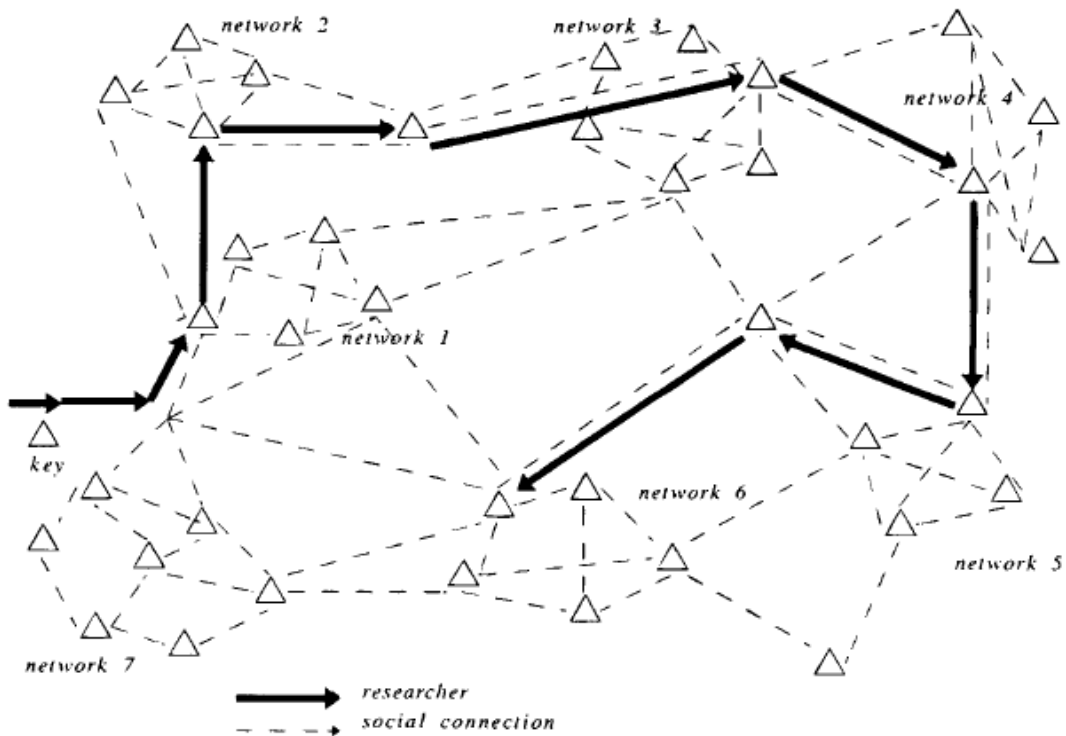 network 2
network 3
network 4
network 1
key
network 6
network 5
network 7
researcher
social connection